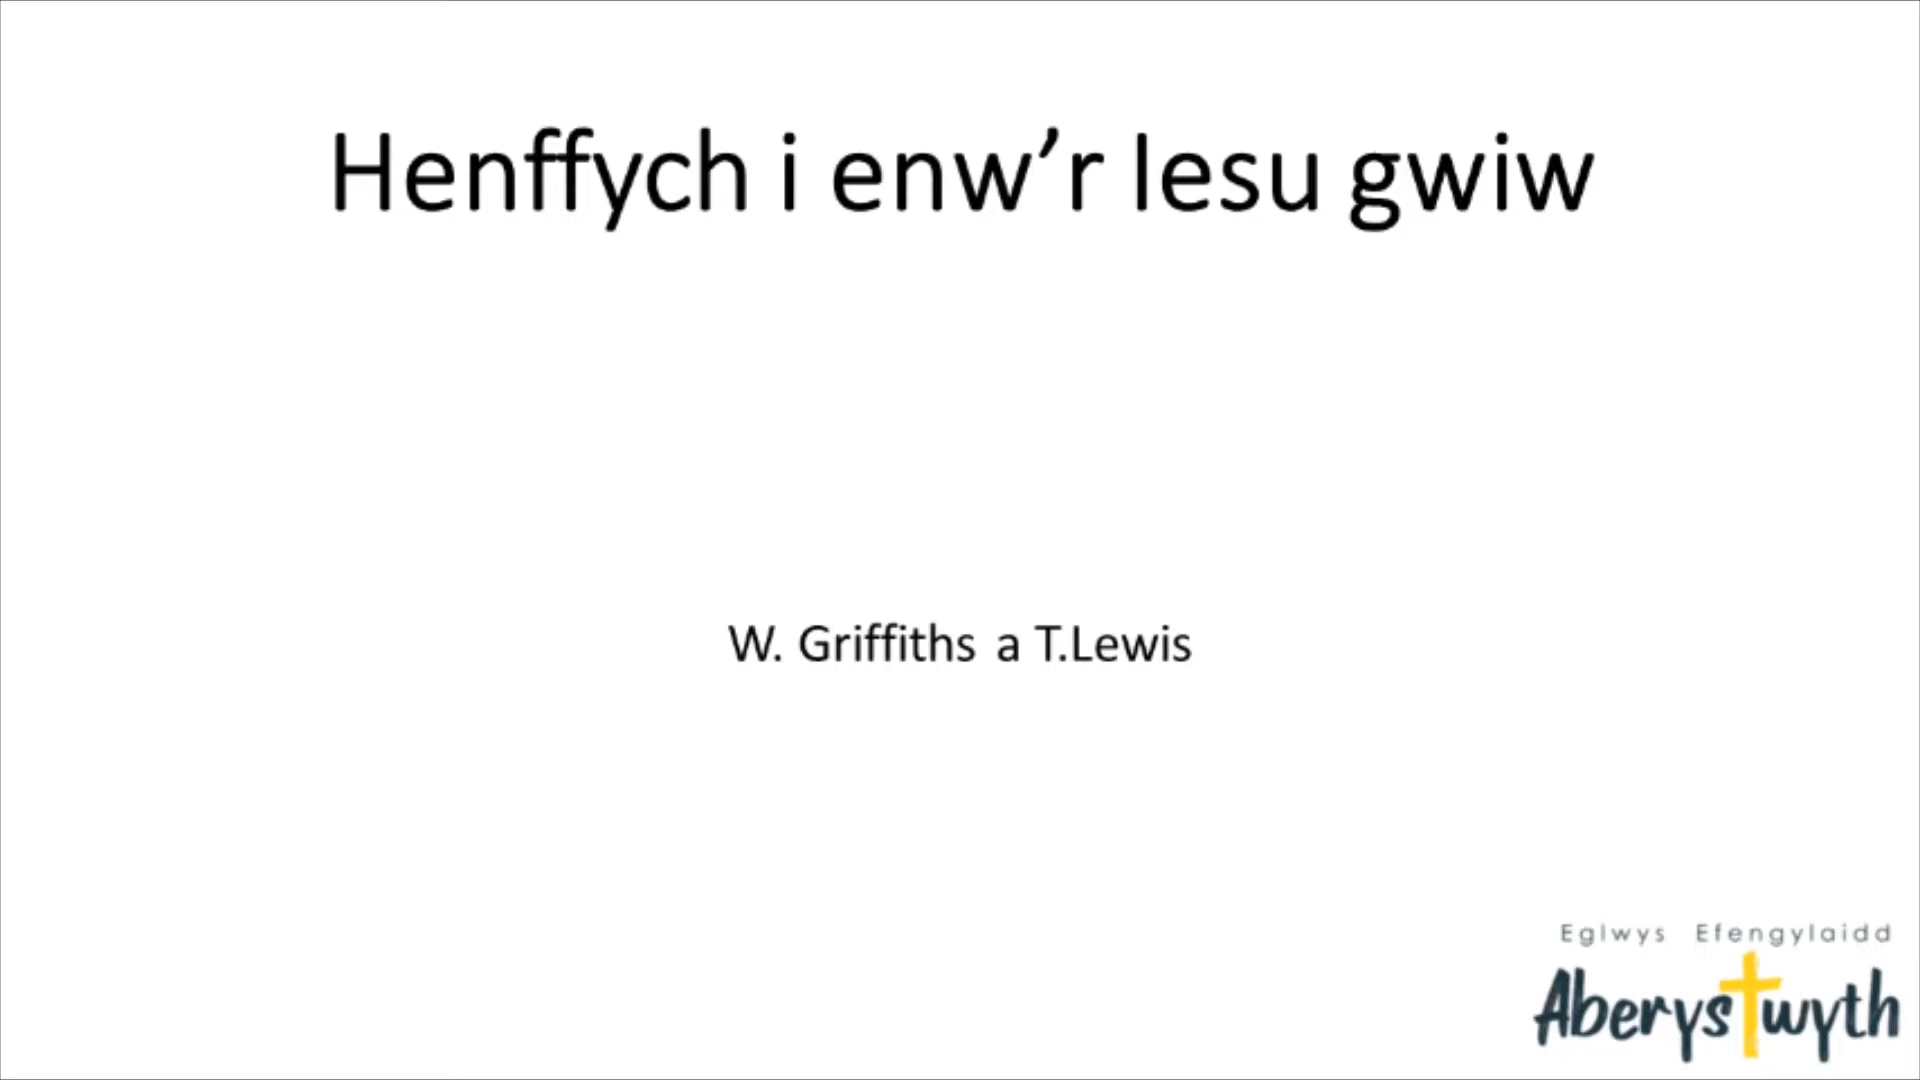 Henffych i enw’r Iesu gwiw
W. Griffiths a T.Lewis
Eglwys Efengylaidd
Aberystwyth